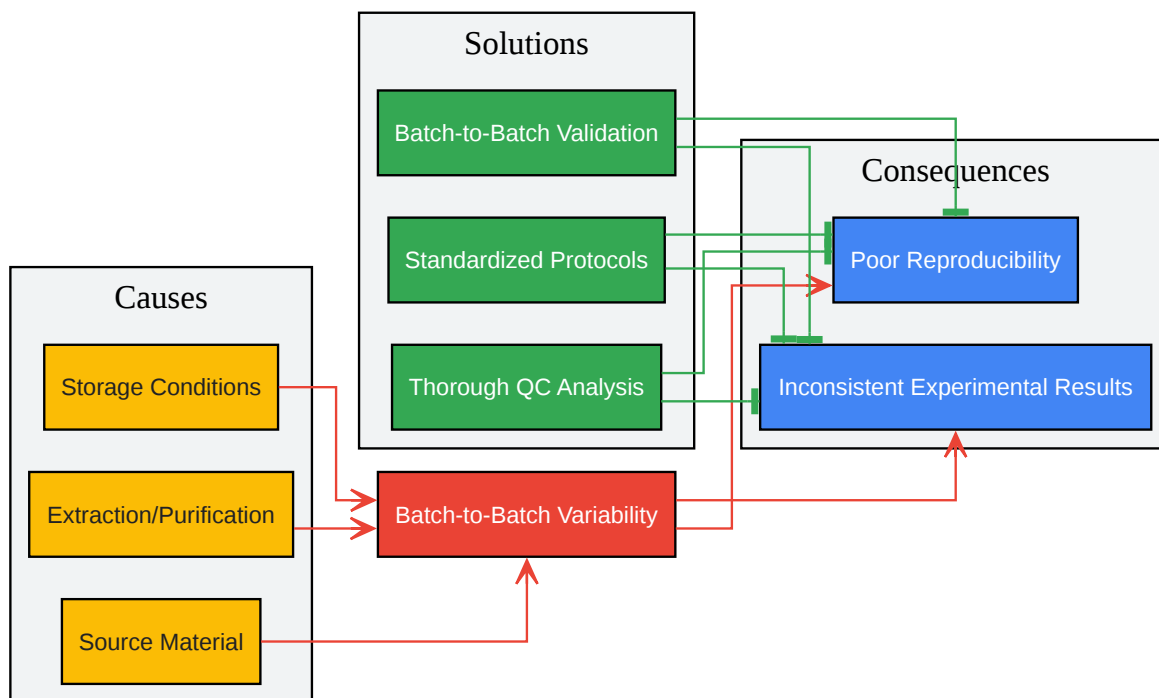 Solutions
Batch-to-Batch Validation
Standardized Protocols
Thorough QC Analysis
Consequences
Poor Reproducibility
Inconsistent Experimental Results
Causes
Storage Conditions
Extraction/Purification
Source Material
Batch-to-Batch Variability